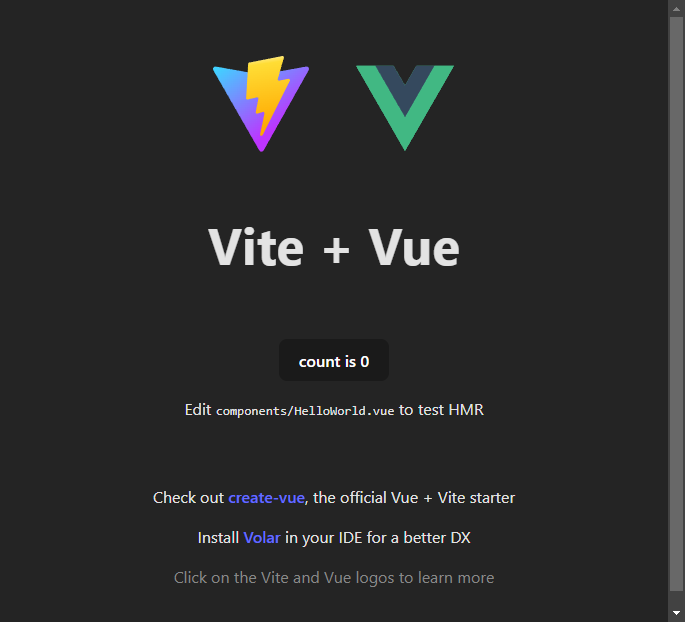 Vite + Vue
count is 0
Edit components/HelloWorld.vue to test HMR
Check out create-vue, the official Vue + Vite starter
Install Volar in your IDE for a better DX
Click on the Vite and Vue logos to learn more